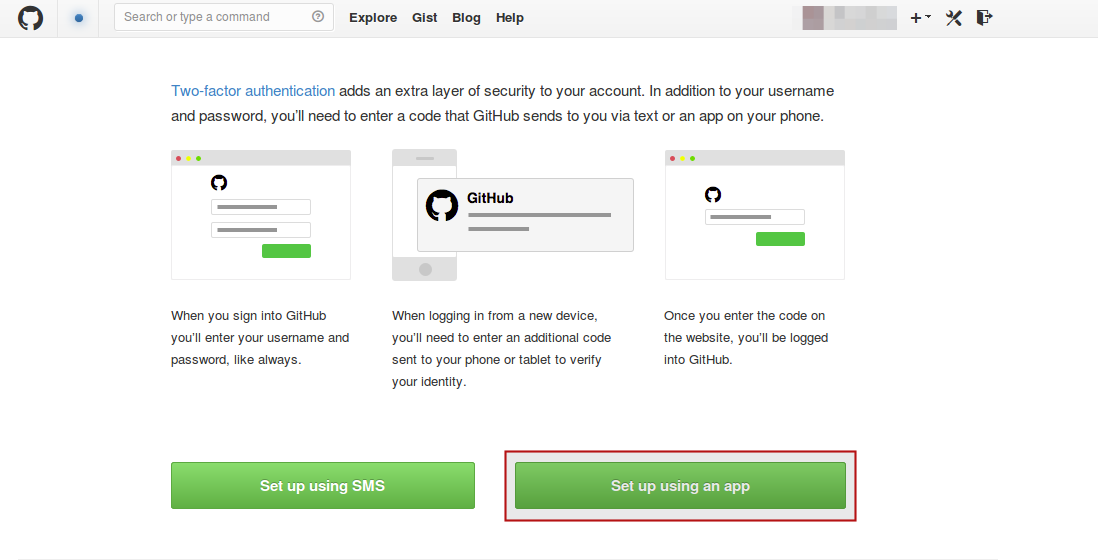 Search or type a command
Explore Gist Blog Help
Two-factor authentication adds an extra layer of security to your account. In addition to your username
and password, you'll need to enter a code that GitHub sends to you via text or an app on your phone.
GitHub
When you sign into GitHub
you'll enter your username and
password, like always.
When logging in from a new device,
you'll need to enter an additional code
sent to your phone or tablet to verify
your identity.
Once you enter the code on
the website, you'll be logged
into GitHub.
Set up using SMS
Set up using an app